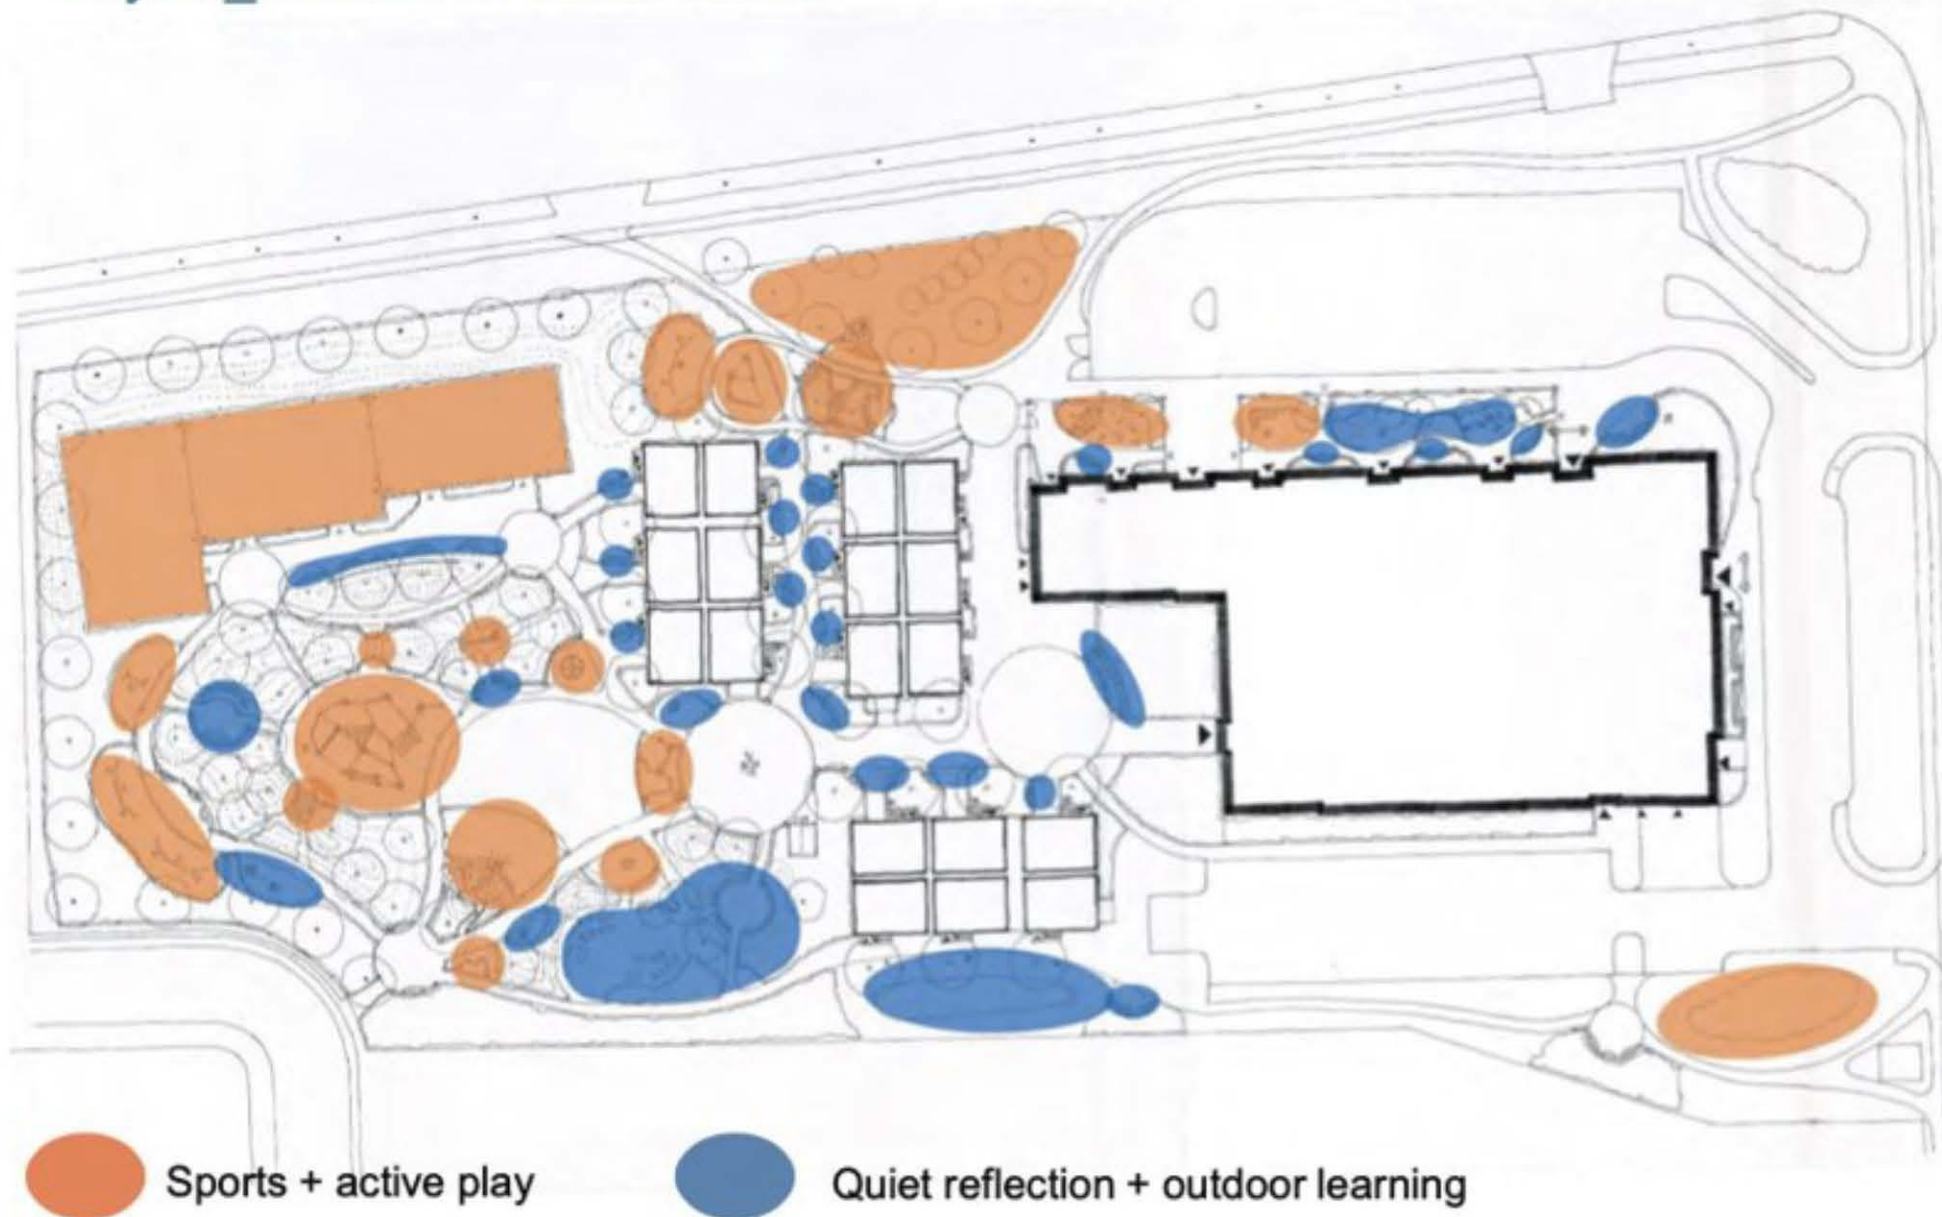 Sports + active play
Quiet reflection + outdoor learning